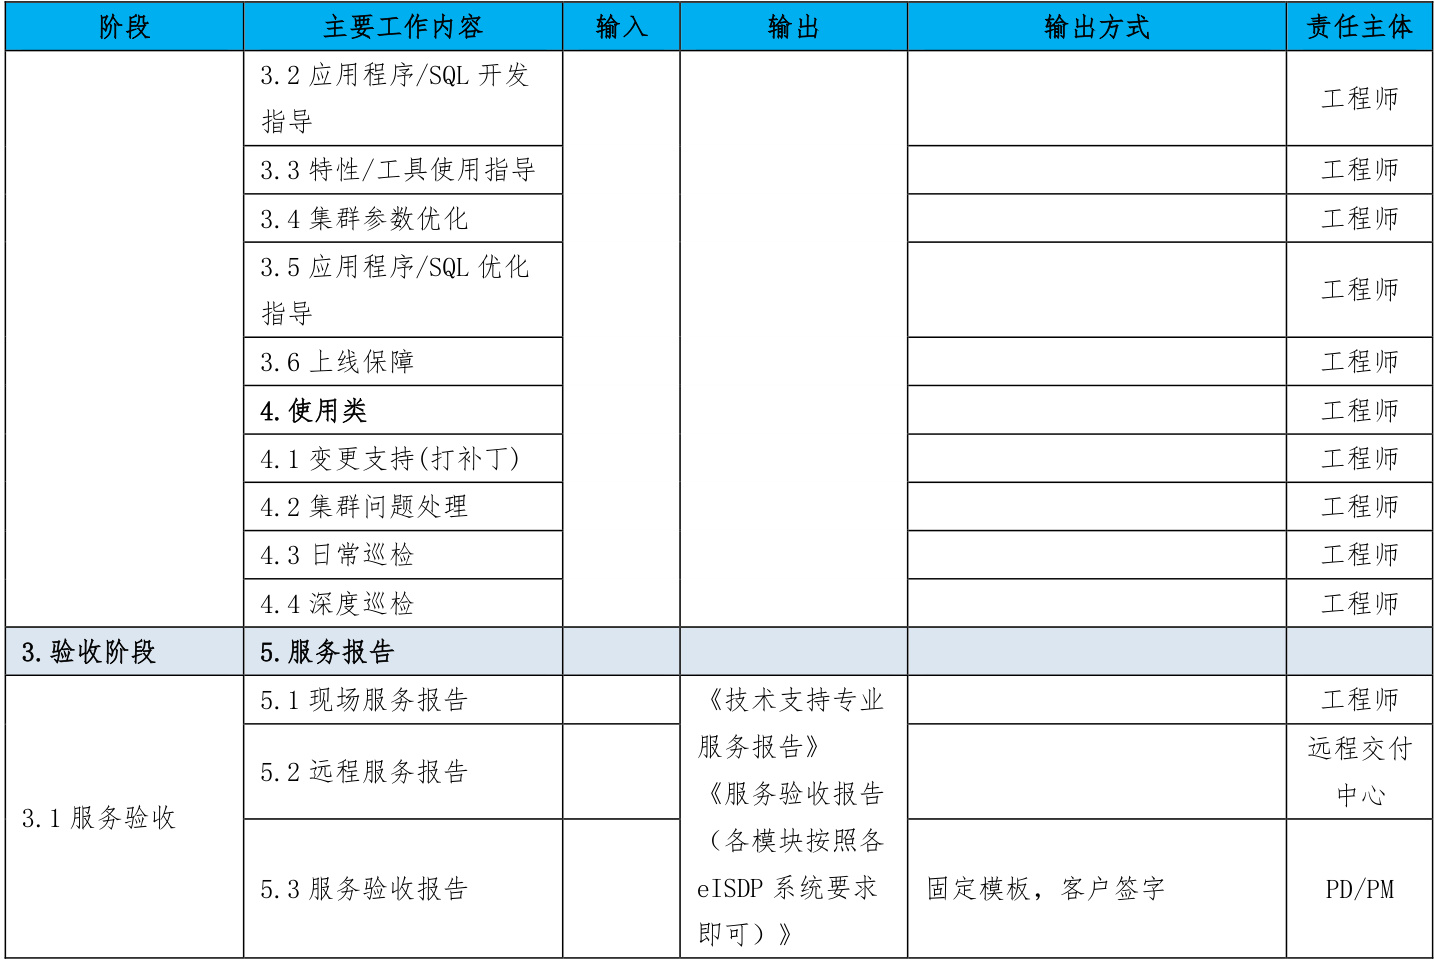 阶段 主要工作内容 输入 输出 输出方式 责任主体
3.2 应用程序/SQL 开发
指导
工程师
3.3 特性/工具使用指导 工程师
3.4 集群参数优化 工程师
3.5 应用程序/SQL 优化
指导
工程师
3.6 上线保障 工程师
4.使用类 工程师
4.1 变更支持(打补丁) 工程师
4.2 集群问题处理 工程师
4.3 日常巡检 工程师
4.4 深度巡检 工程师
3.验收阶段 5.服务报告
3.1 服务验收
5.1 现场服务报告
《技术支持专业
服务报告》
《服务验收报告
（各模块按照各
eISDP 系统要求
即可）》
工程师
5.2 远程服务报告
远程交付
中心
5.3 服务验收报告 固定模板，客户签字 PD/PM